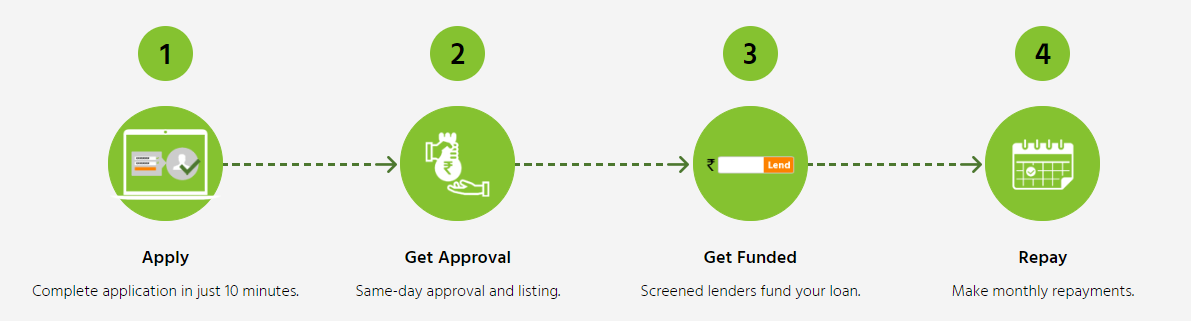 1
2
3
4
₹
₹
Lend
Apply
Get Approval
Get Funded
Repay
Complete application in just 10 minutes.
Same-day approval and listing.
Screened lenders fund your loan.
Make monthly repayments.